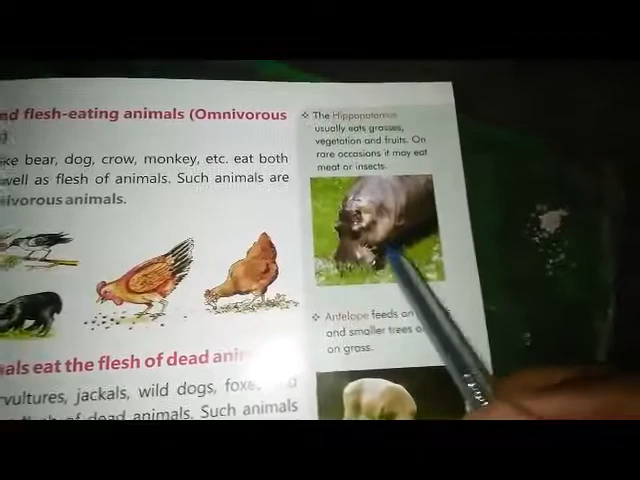 nd flesh-eating animals (Omnivorous
ke bear, dog, crow, monkey, etc. eat both
well as flesh of animals. Such animals are
nivorous animals.
als eat the flesh of dead
vultures, jackals, wild dogs,
of dead animals. Such animals
The Hippopotamus
usually eats grasses,
vegetation and fruits. On
rare occasions it may eat
meat or insects.
Antelope feeds on
and smaller trees
on grass.